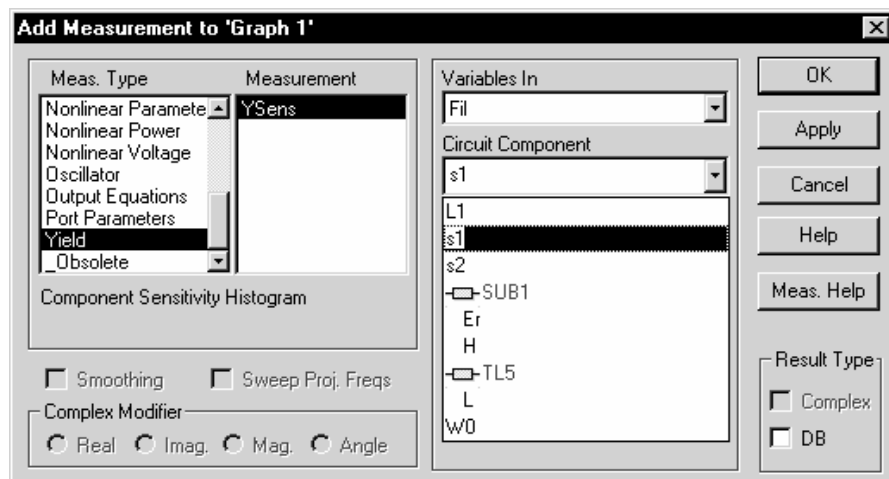 Add Measurement to 'Graph 1'
Meas. Type
Measurement
Nonlinear Paramete
Nonlinear Power
Nonlinear Voltage
Oscillator
Output Equations
Port Parameters
Yield
_Obsolete
YSens
Component Sensitivity Histogram
Smoothing
Sweep Proj. Freqs
Complex Modifier
Real
Imag.
Mag.
Angle
Variables In
Fil
Circuit Component
s1
L1
s1
s2
SUB1
Er
H
TL5
L
W0
OK
Apply
Cancel
Help
Meas. Help
Result Type
Complex
DB